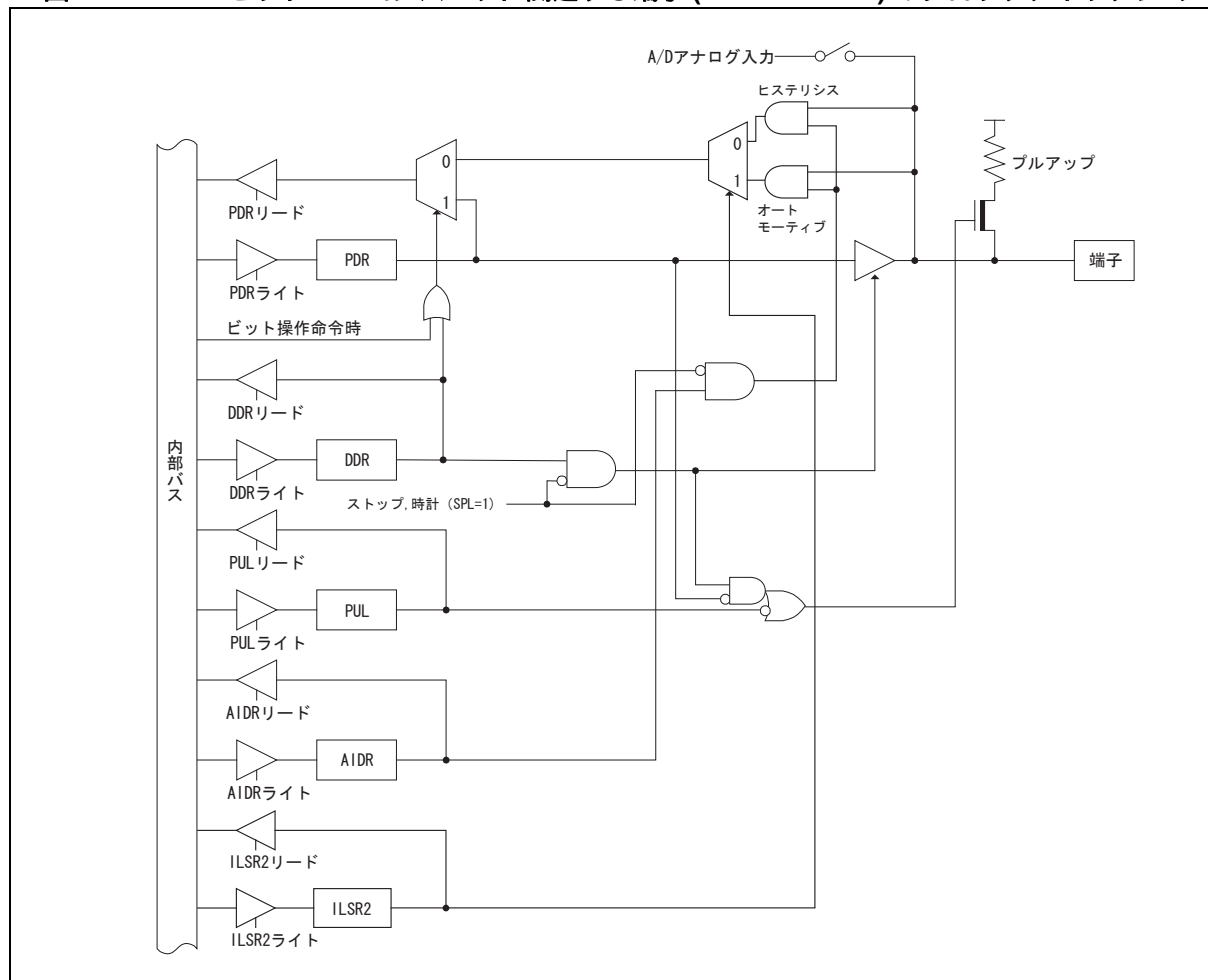 A/Dアナログ入力
ヒステリシス
0
1
オート
モーティブ
プルアップ
端子
0
1
PDRリード
PDR
PDRライト
ビット操作命令時
DDRリード
内部バス
DDR
DDRライト
ストップ,時計 (SPL=1)
PULリード
PUL
PULライト
AIDRリード
AIDR
AIDRライト
ILSR2リード
ILSR2
ILSR2ライト